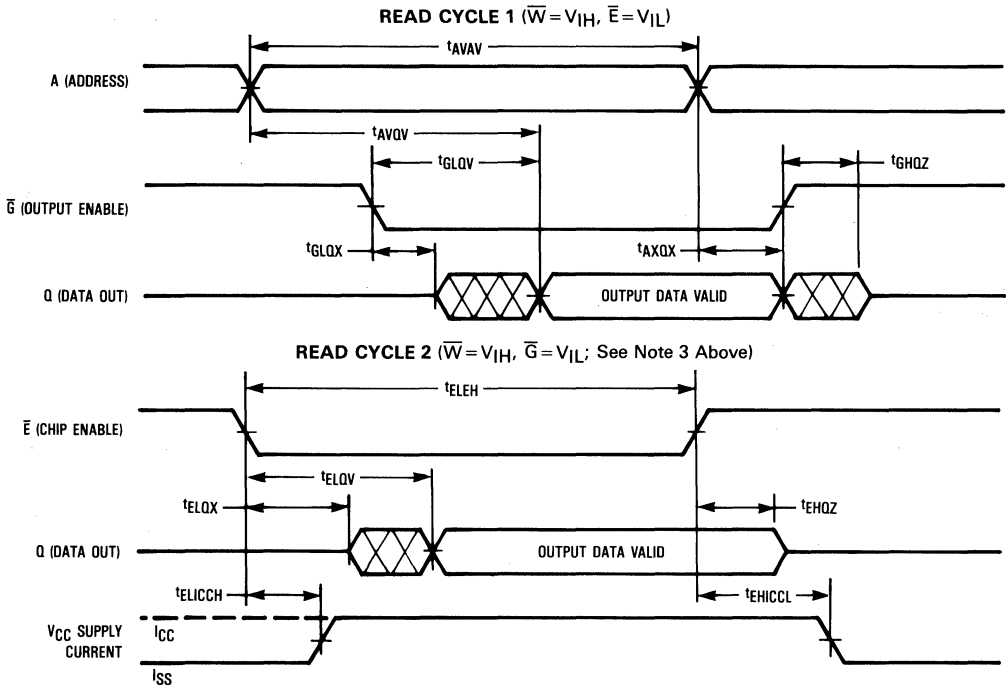 READ CYCLE 1 (W̅ = VIH, E̅ = VIL)
tAVAV
A (ADDRESS)
tAVQV
tGLQV
tGHQZ
G̅ (OUTPUT ENABLE)
tGLQX
tAXQX
Q (DATA OUT)
OUTPUT DATA VALID
READ CYCLE 2 (W̅ = VIH, G̅ = VIL; See Note 3 Above)
tELEH
E̅ (CHIP ENABLE)
tELQV
tELQX
tEHQZ
Q (DATA OUT)
OUTPUT DATA VALID
tELICCH
tEHICCL
VCC SUPPLY
CURRENT
ICC
ISS